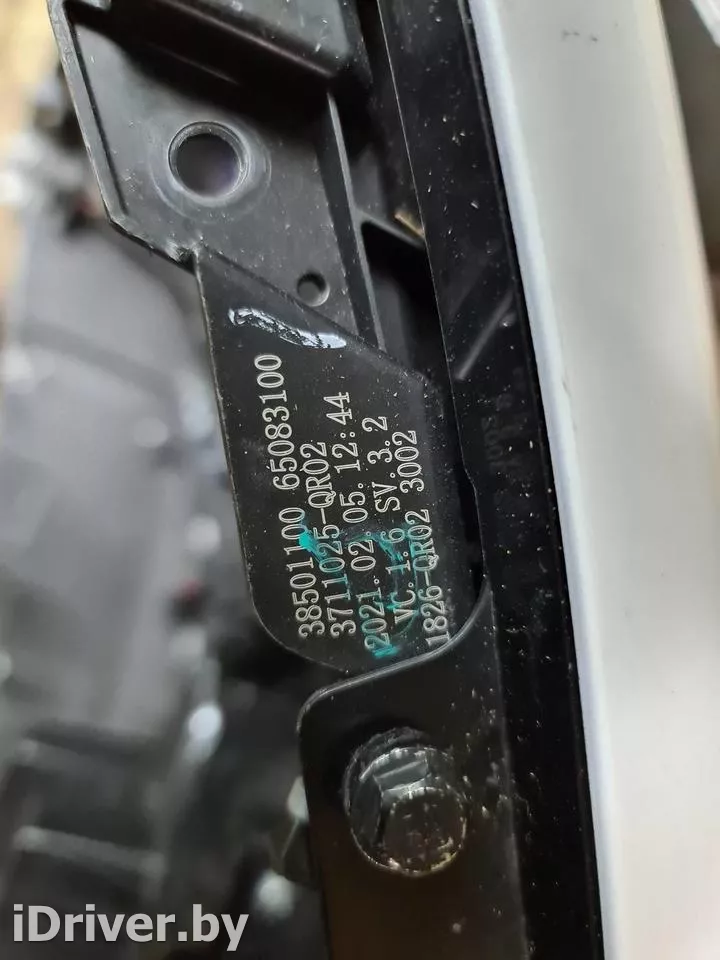 38501100 65083100
3711025-QR02
2021.02.05.12:44
VC.1.6 SV.3.2
1826-QR02 3002
iDriver.by